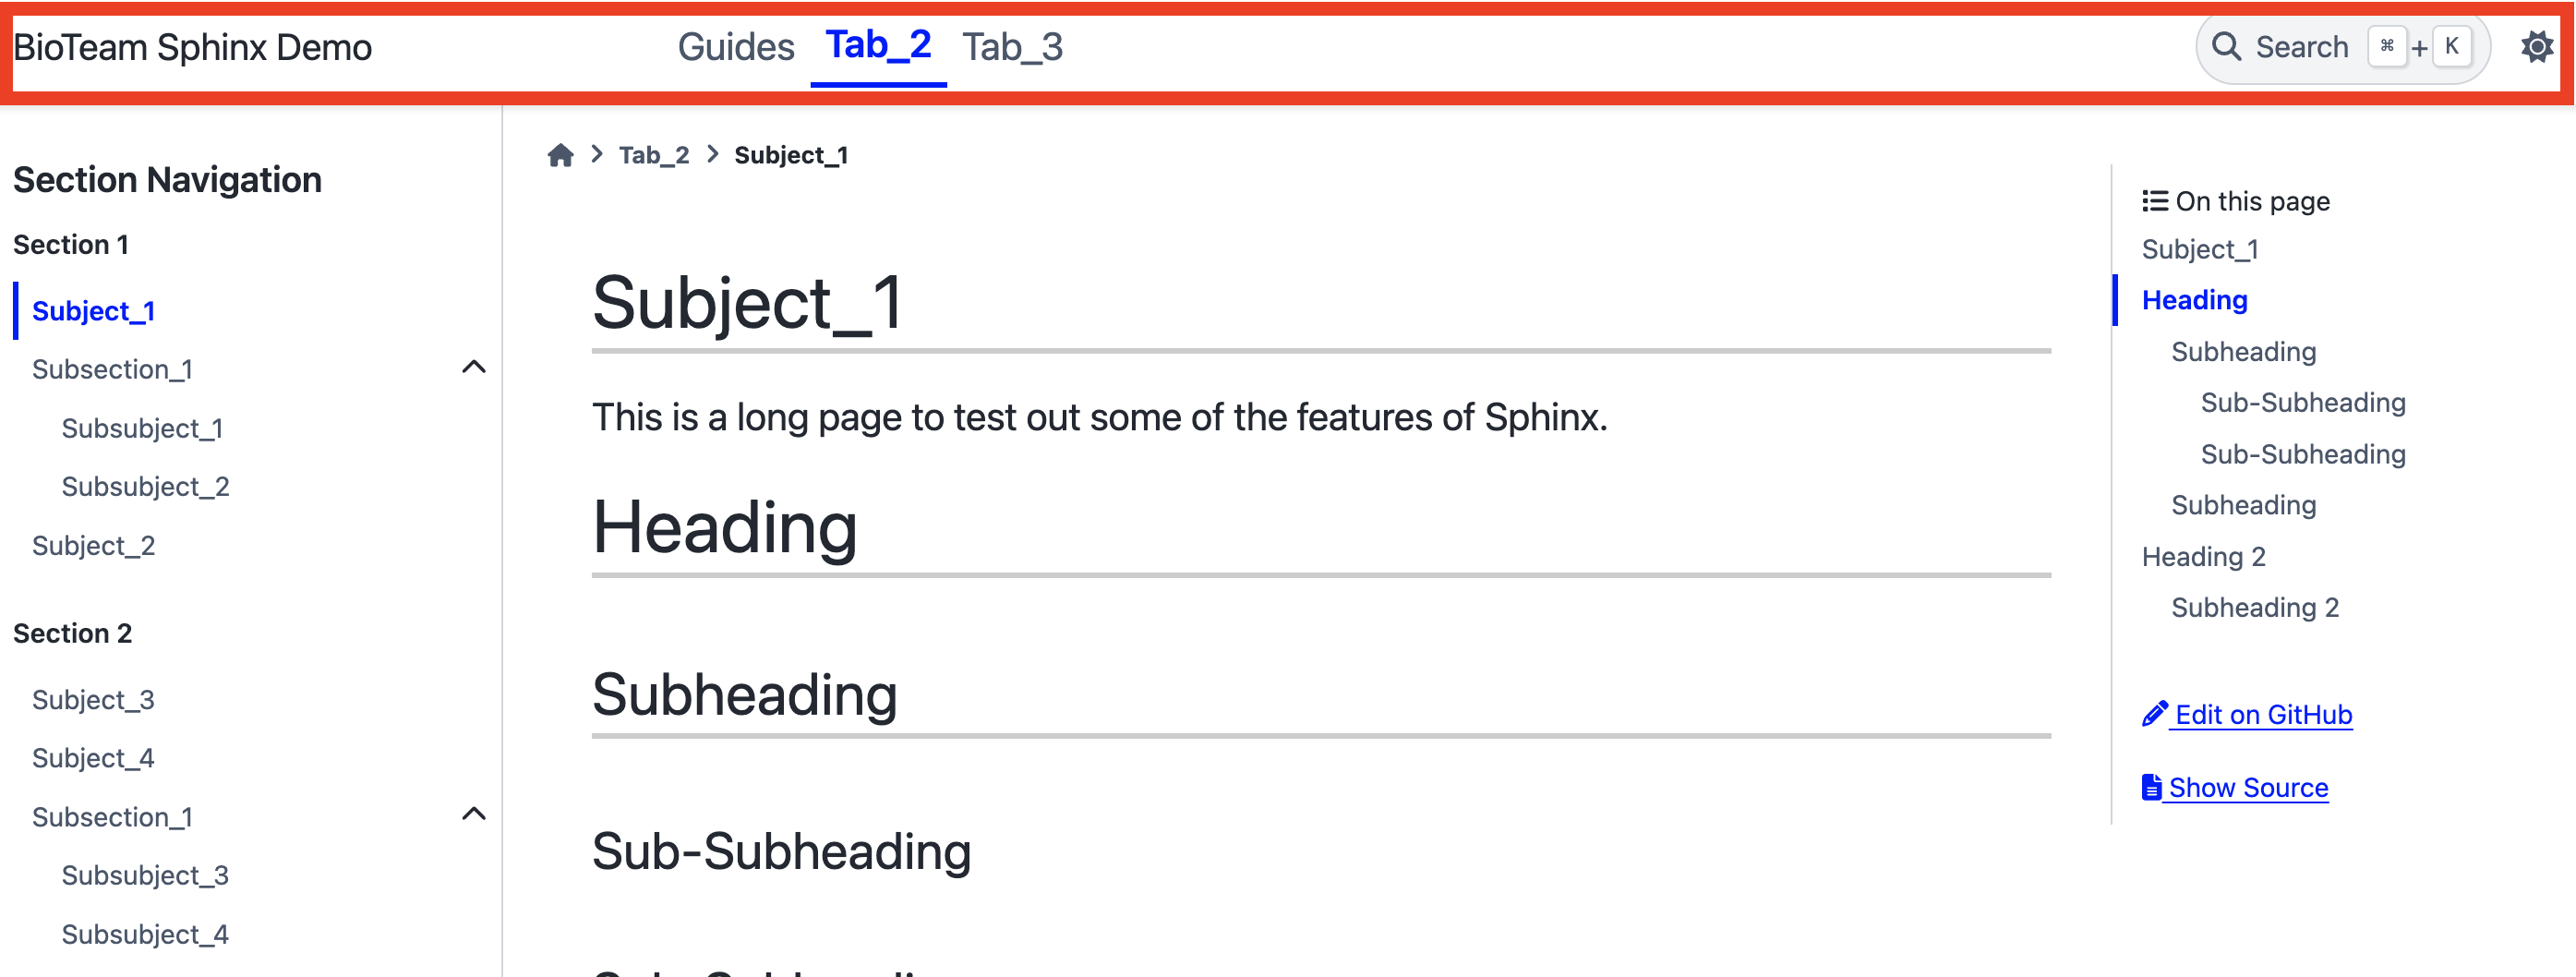 BioTeam Sphinx Demo
Guides Tab_2 Tab_3
Search ⌘ + K
Section Navigation
Section 1
Subject_1
Subsection_1
Subsubject_1
Subsubject_2
Subject_2
Section 2
Subject_3
Subject_4
Subsection_1
Subsubject_3
Subsubject_4
Tab_2 > Subject_1
Subject_1
This is a long page to test out some of the features of Sphinx.
Heading
Subheading
Sub-Subheading
On this page
Subject_1
Heading
Subheading
Sub-Subheading
Sub-Subheading
Subheading
Heading 2
Subheading 2
Edit on GitHub
Show Source